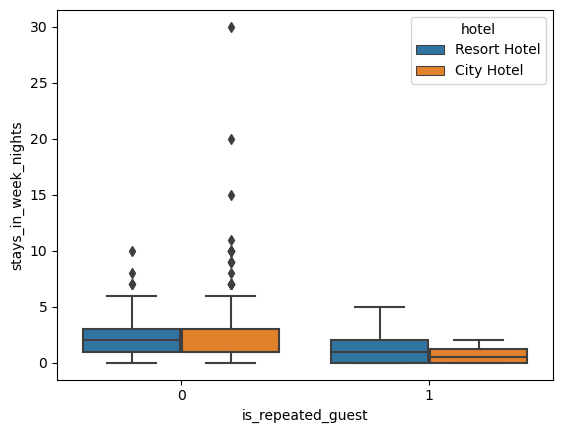 hotel
Resort Hotel
City Hotel
30
25
20
15
10
5
0
stays_in_week_nights
0 1
is_repeated_guest